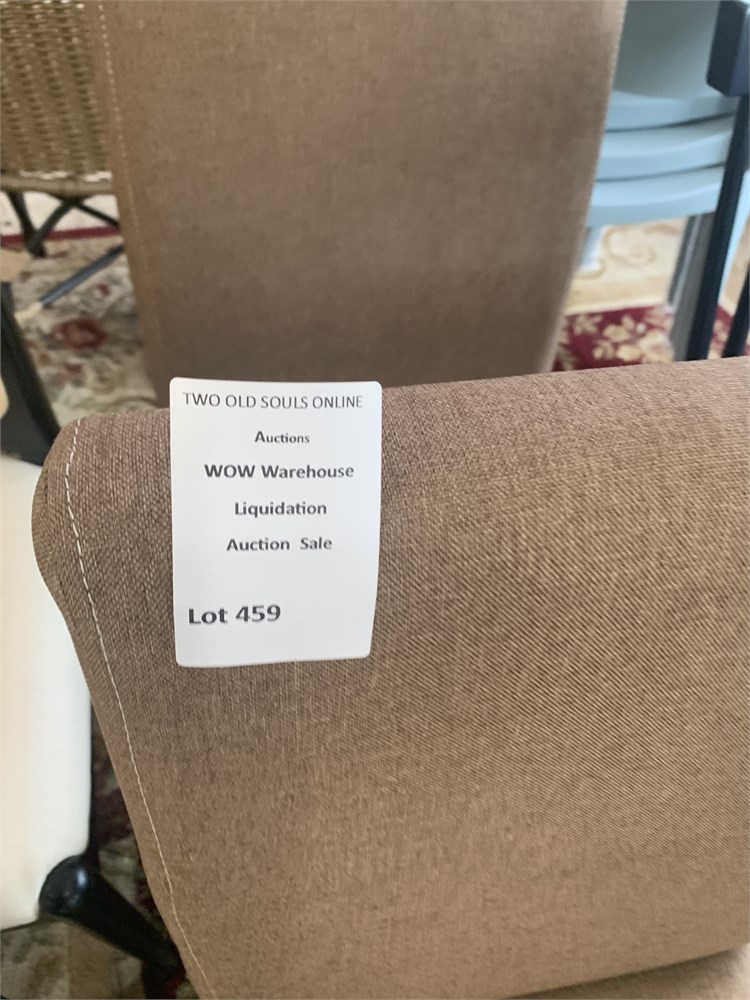 TWO OLD SOULS ONLINE
Auctions
WOW Warehouse
Liquidation
Auction Sale
Lot 459